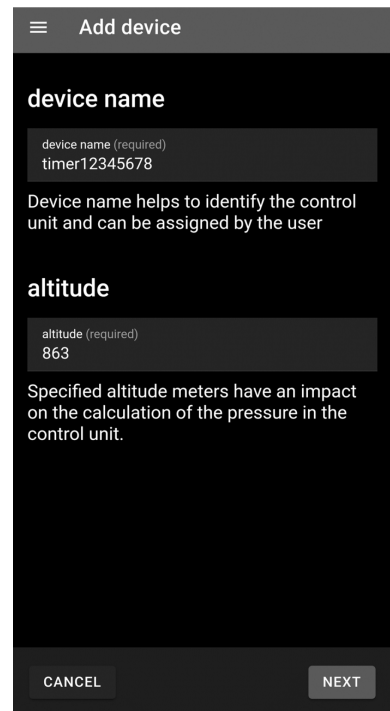 Add device
device name
device name (required)
timer12345678
Device name helps to identify the control
unit and can be assigned by the user
altitude
altitude (required)
863
Specified altitude meters have an impact
on the calculation of the pressure in the
control unit.
CANCEL NEXT